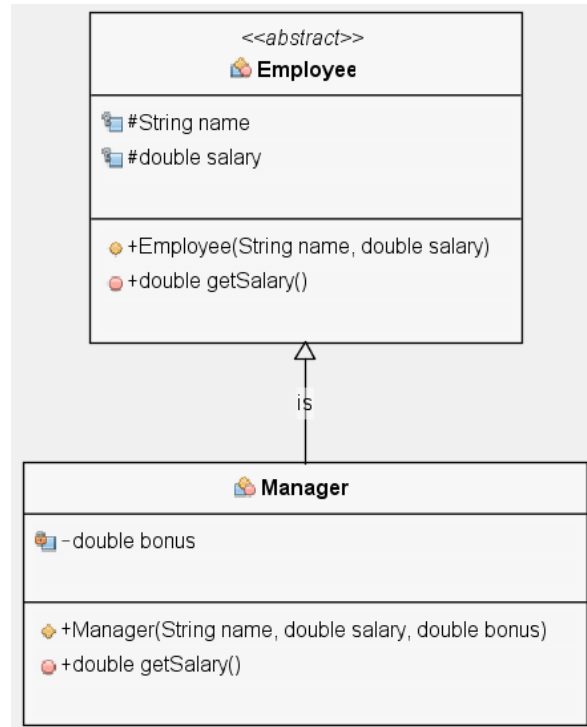 <<abstract>>
Employee
#String name
#double salary
+Employee(String name, double salary)
+double getSalary()
is
Manager
-double bonus
+Manager(String name, double salary, double bonus)
+double getSalary()